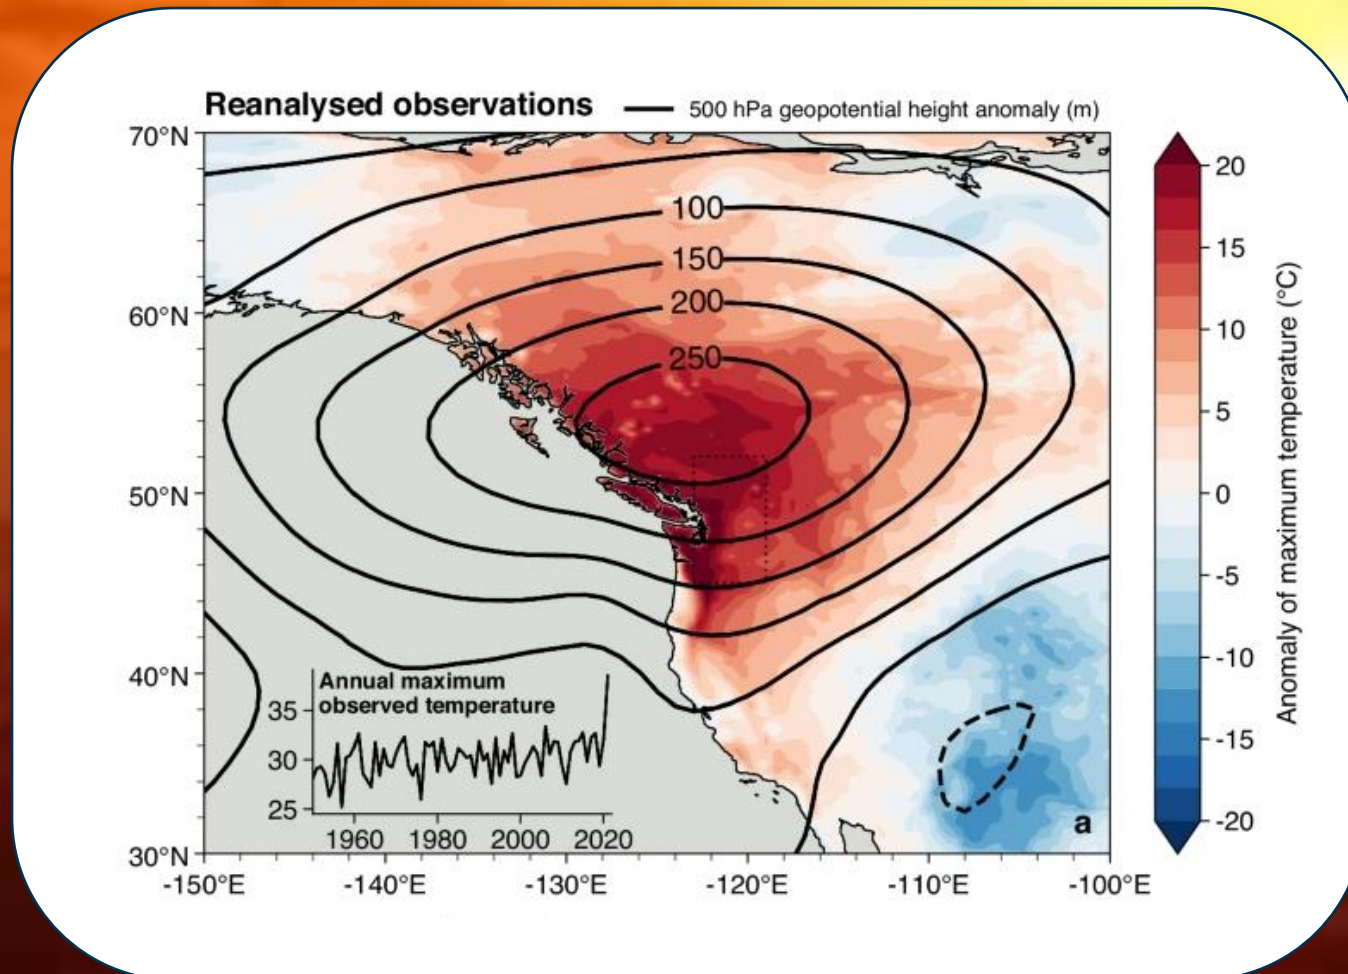 Reanalysed observations
500 hPa geopotential height anomaly (m)
70°N
60°N
50°N
40°N
30°N
100
150
200
250
Annual maximum
observed temperature
35
30
25
1960 1980 2000 2020
a
-150°E -140°E -130°E -120°E -110°E -100°E
20
15
10
5
0
-5
-10
-15
-20
Anomaly of maximum temperature (°C)